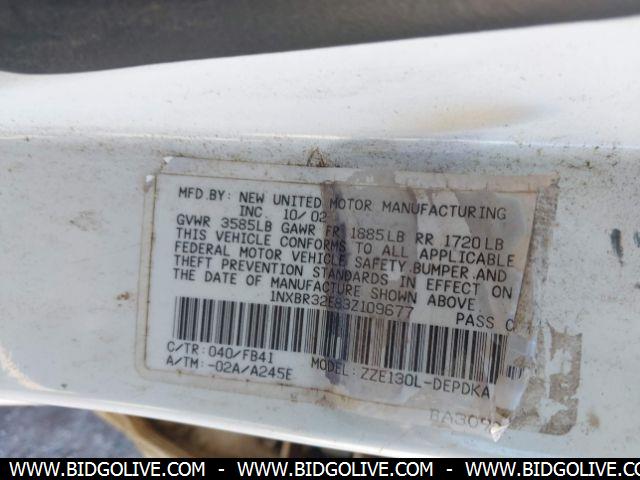 MFD.BY: NEW UNITED MOTOR MANUFACTURING
INC. 10/02
GVWR 3585LB GAWR FR 1885LB RR 1720LB
THIS VEHICLE CONFORMS TO ALL APPLICABLE
FEDERAL MOTOR VEHICLE SAFETY,BUMPER,AND
THEFT PREVENTION STANDARDS IN EFFECT ON
THE DATE OF MANUFACTURE SHOWN ABOVE.
1NXBR32E83Z109677 PASS C
C/TR:040/FB41 MODEL: ZZE130L-DEPDKA
A/TM:-02A/A245E
WWW.BIDGOLIVE.COM - WWW.BIDGOLIVE.COM - WWW.BIDGOLIVE.COM - WWW.BIDGOLIVE.COM